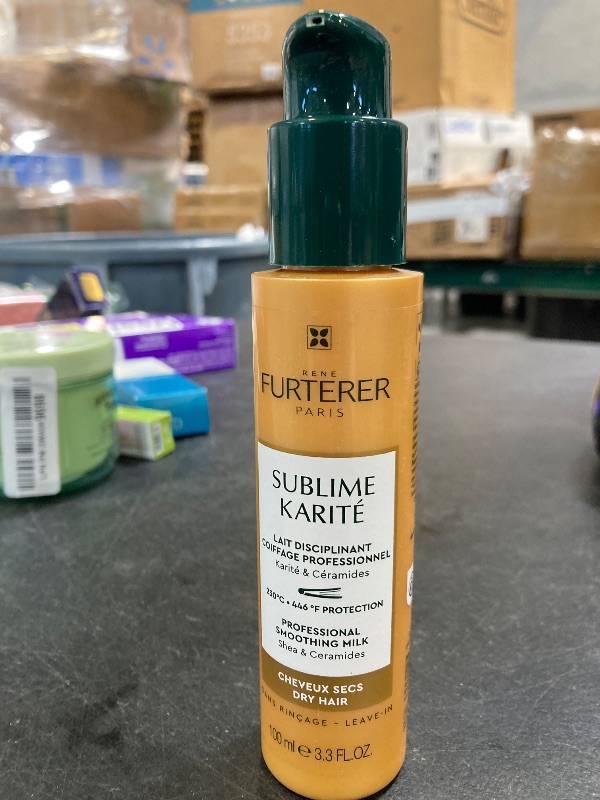 RENE
FURTERER
PARIS
SUBLIME
KARITÉ
LAIT DISCIPLINANT
COIFFAGE PROFESSIONNEL
Karité & Céramides
230°C • 446 °F PROTECTION
PROFESSIONAL
SMOOTHING MILK
Shea & Ceramides
CHEVEUX SECS
DRY HAIR
SANS RINÇAGE - LEAVE-IN
100 ml ℮ 3.3 FL.OZ.